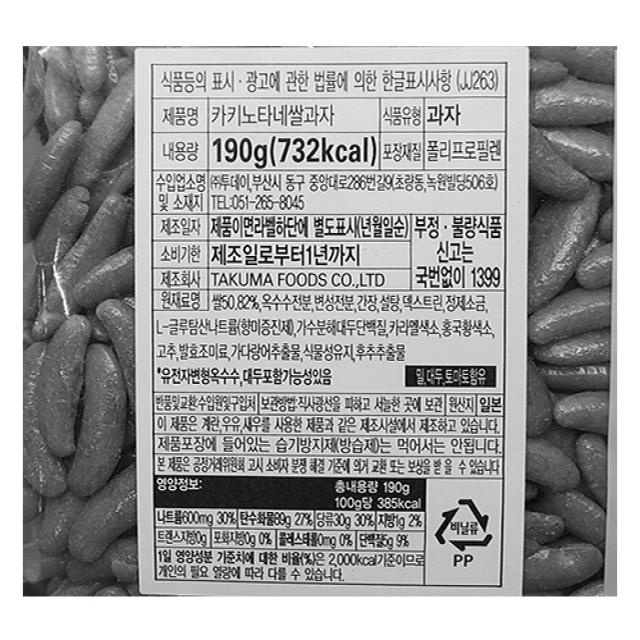 식품등의 표시·광고에 관한 법률에 의한 한글표시사항 (JJ263)
제품명 카키노타네쌀과자 식품유형 과자
내용량 190g(732kcal) 포장재질 폴리프로필렌
수입업소명 및 소재지 ㈜투데이,부산시 동구 중앙대로286번길9(초량동,녹원빌딩506호)
TEL:051-265-8045
제조일자 제품이면라벨하단에 별도표시(년월일순)
소비기한 제조일로부터1년까지
제조회사 TAKUMA FOODS CO.,LTD
부정·불량식품
신고는
국번없이 1399
원재료명 쌀50.82%,옥수수전분,변성전분,간장,설탕,덱스트린,정제소금,
L-글루탐산나트륨(향미증진제),가수분해대두단백질,카라멜색소,홍국황색소,
고추,발효조미료,가다랑어추출물,식물성유지,후추추출물
*유전자변형옥수수,대두포함가능성있음 밀,대두,토마토함유
반품및교환:수입원및구입처 보관방법:직사광선을 피하고 서늘한 곳에 보관 원산지 일본
이 제품은 계란,우유,새우를 사용한 제품과 같은 제조시설에서 제조하고 있습니다.
제품포장에 들어있는 습기방지제(방습제)는 먹어서는 안됩니다.
본 제품은 공정거래위원회 고시 소비자 분쟁 해결 기준에 의거 교환 또는 보상을 받을 수 있습니다
영양정보: 총내용량 190g
100g당 385kcal
나트륨600mg 30% 탄수화물89g 27% 당류30g 30% 지방1g 2%
트랜스지방0g 포화지방0g 0% 콜레스테롤0mg 0% 단백질5g 9%
1일 영양성분 기준치에 대한 비율(%)은 2,000kcal기준이므로
개인의 필요 열량에 따라 다를 수 있습니다.
비닐류
PP